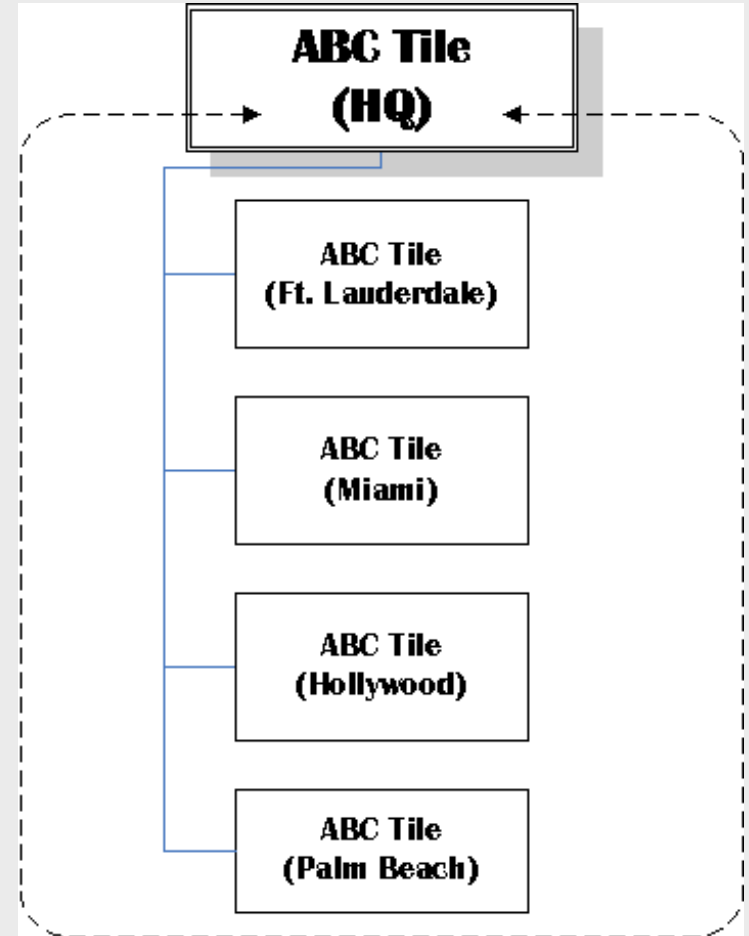 ABC Tile
(HQ)
ABC Tile
(Ft. Lauderdale)
ABC Tile
(Miami)
ABC Tile
(Hollywood)
ABC Tile
(Palm Beach)